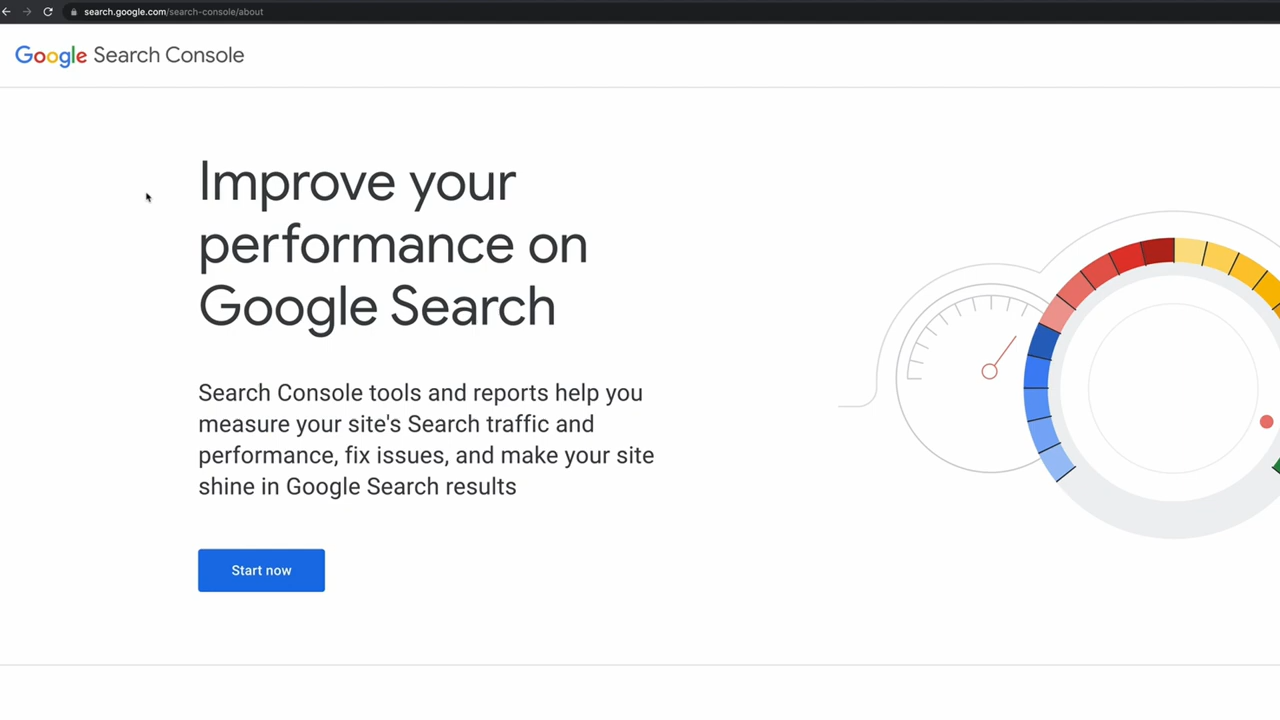 search.google.com/search-console/about
Google Search Console
Improve your
performance on
Google Search
Search Console tools and reports help you
measure your site's Search traffic and
performance, fix issues, and make your site
shine in Google Search results
Start now